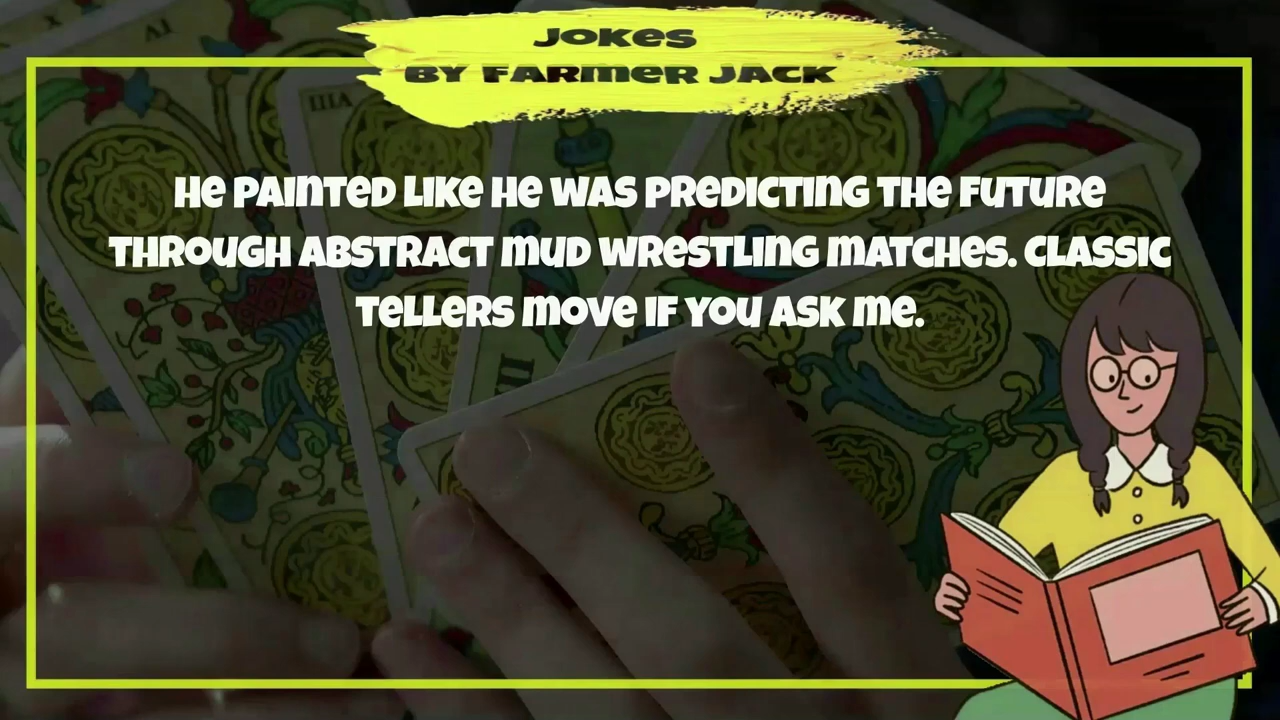 JOKES
BY FARMER JACK
HE PAINTED LIKE HE WAS PREDICTING THE FUTURE
THROUGH ABSTRACT MUD WRESTLING MATCHES. CLASSIC
TELLERS MOVE IF YOU ASK ME.